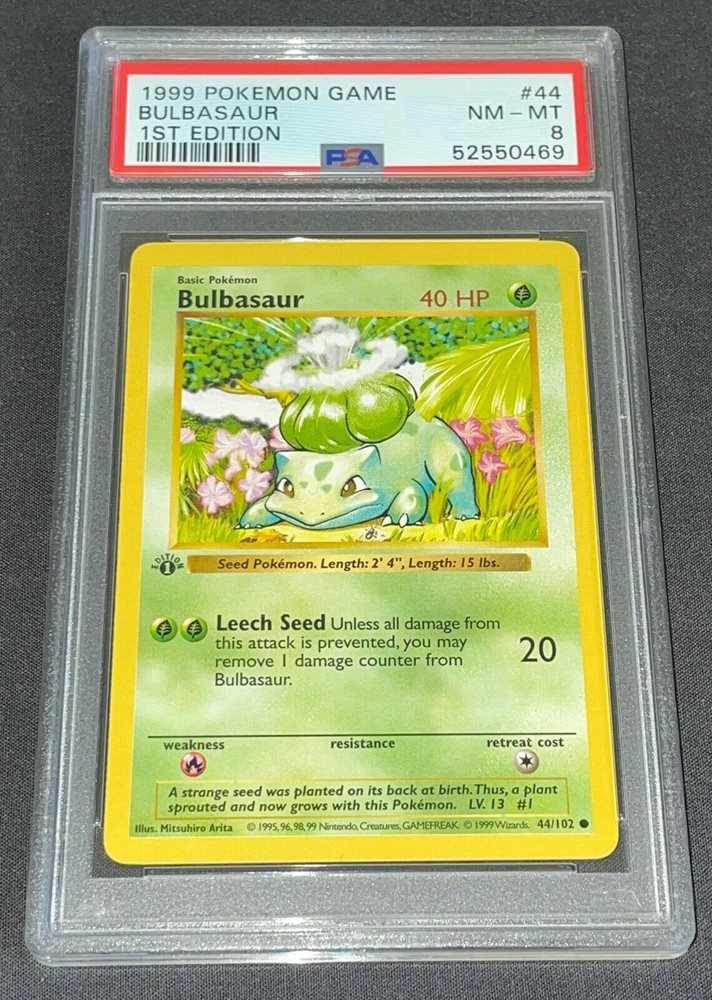 1999 POKEMON GAME #44
BULBASAUR NM - MT
1ST EDITION 8
PSA 52550469
Basic Pokémon
Bulbasaur 40 HP
EDITION
1
Seed Pokémon. Length: 2' 4", Length: 15 lbs.
Leech Seed Unless all damage from
this attack is prevented, you may
remove 1 damage counter from
Bulbasaur.
20
weakness resistance retreat cost
A strange seed was planted on its back at birth. Thus, a plant
sprouted and now grows with this Pokémon. LV. 13 #1
Illus. Mitsuhiro Arita © 1995, 96, 98, 99 Nintendo, Creatures, GAMEFREAK. © 1999 Wizards. 44/102 ●